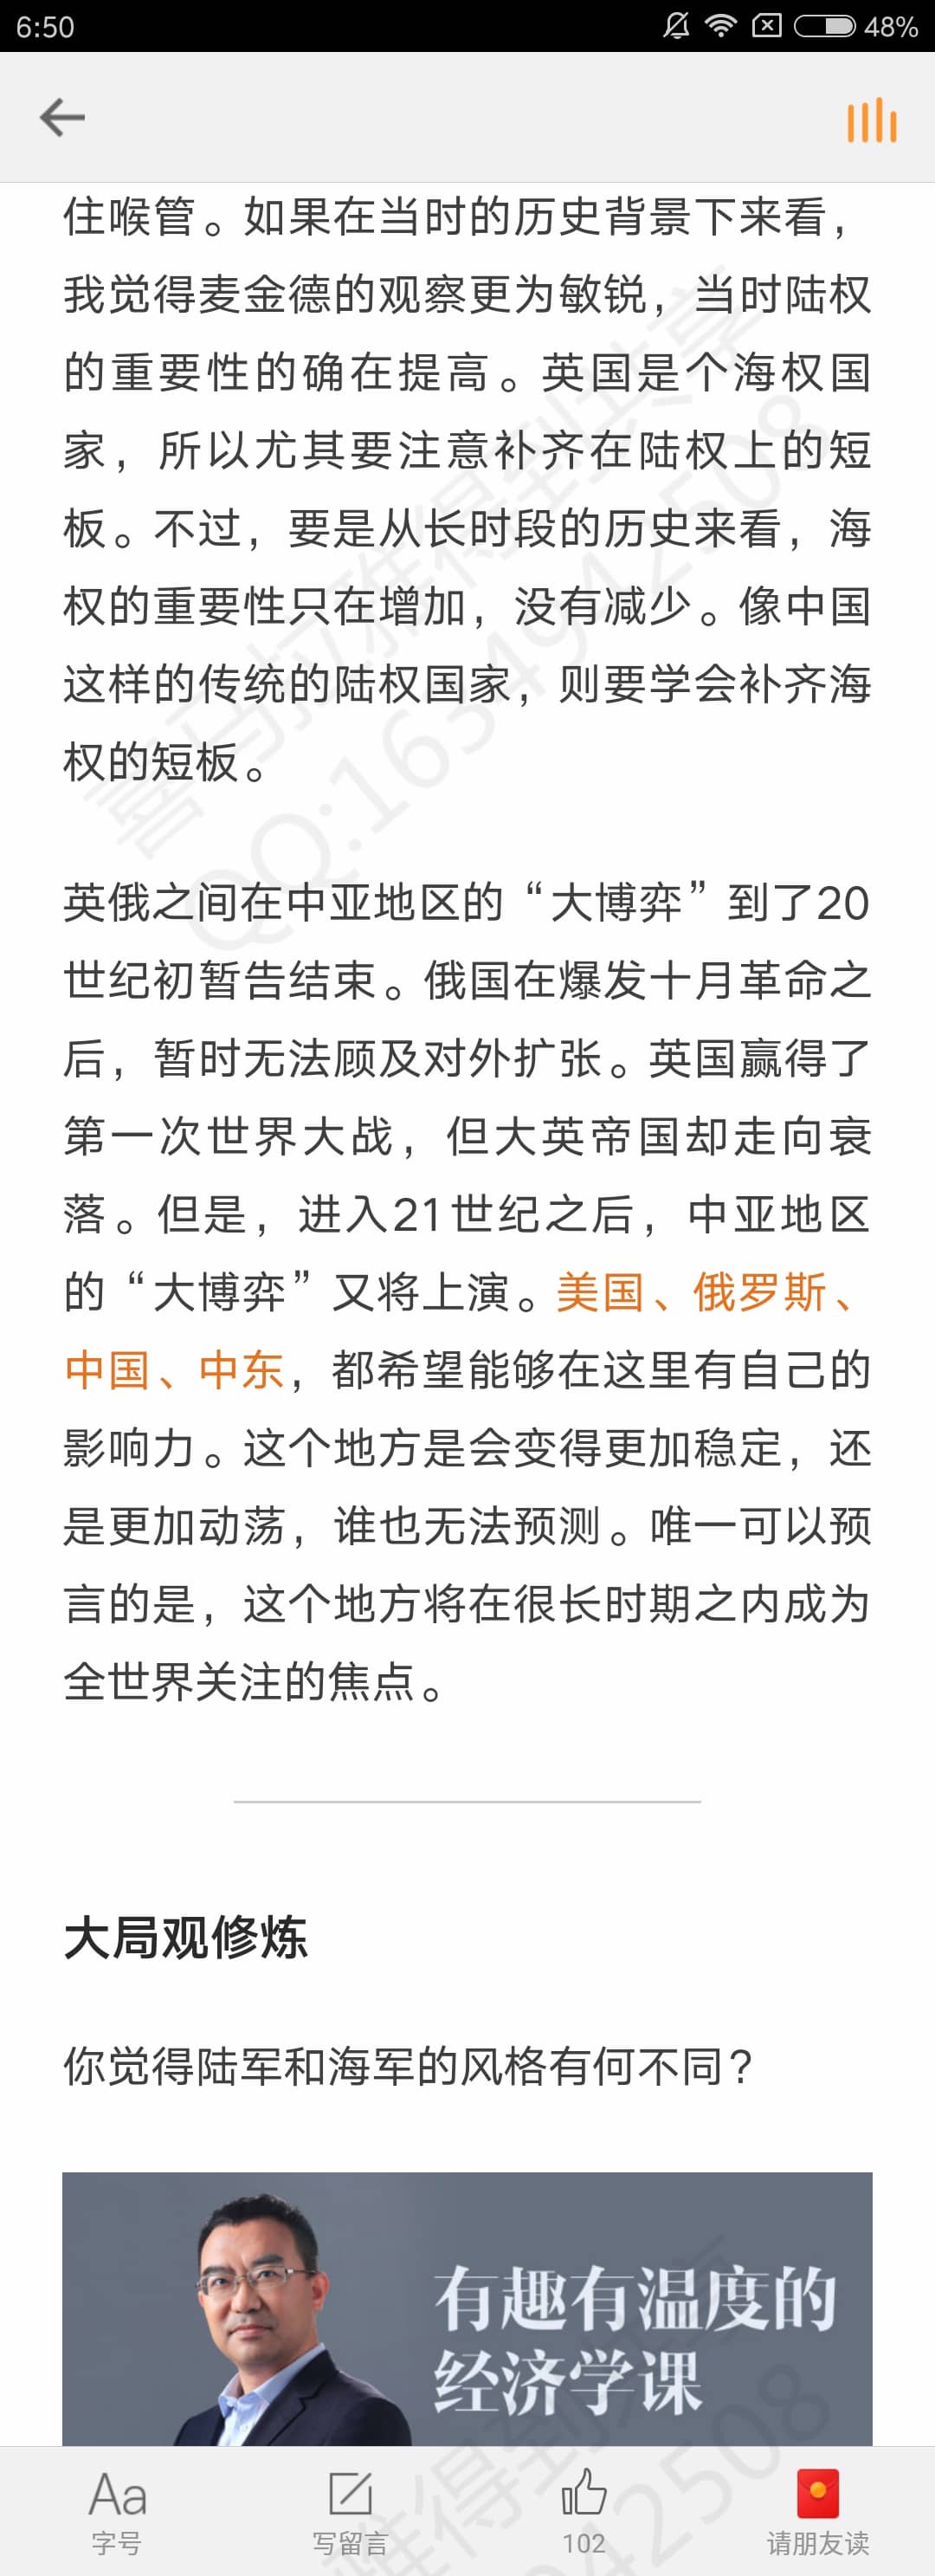 6:50
48%
住喉管。如果在当时的历史背景下来看，
我觉得麦金德的观察更为敏锐，当时陆权
的重要性的确在提高。英国是个海权国
家，所以尤其要注意补齐在陆权上的短
板。不过，要是从长时段的历史来看，海
权的重要性只在增加，没有减少。像中国
这样的传统的陆权国家，则要学会补齐海
权的短板。
喜马拉雅得到共享
QQ:1634942508
英俄之间在中亚地区的“大博弈”到了20
世纪初暂告结束。俄国在爆发十月革命之
后，暂时无法顾及对外扩张。英国赢得了
第一次世界大战，但大英帝国却走向衰
落。但是，进入21世纪之后，中亚地区
的“大博弈”又将上演。美国、俄罗斯、
中国、中东，都希望能够在这里有自己的
影响力。这个地方是会变得更加稳定，还
是更加动荡，谁也无法预测。唯一可以预
言的是，这个地方将在很长时期之内成为
全世界关注的焦点。
大局观修炼
你觉得陆军和海军的风格有何不同？
有趣有温度的
经济学课
雅得到共享
942508
Aa
字号
写留言
102
请朋友读